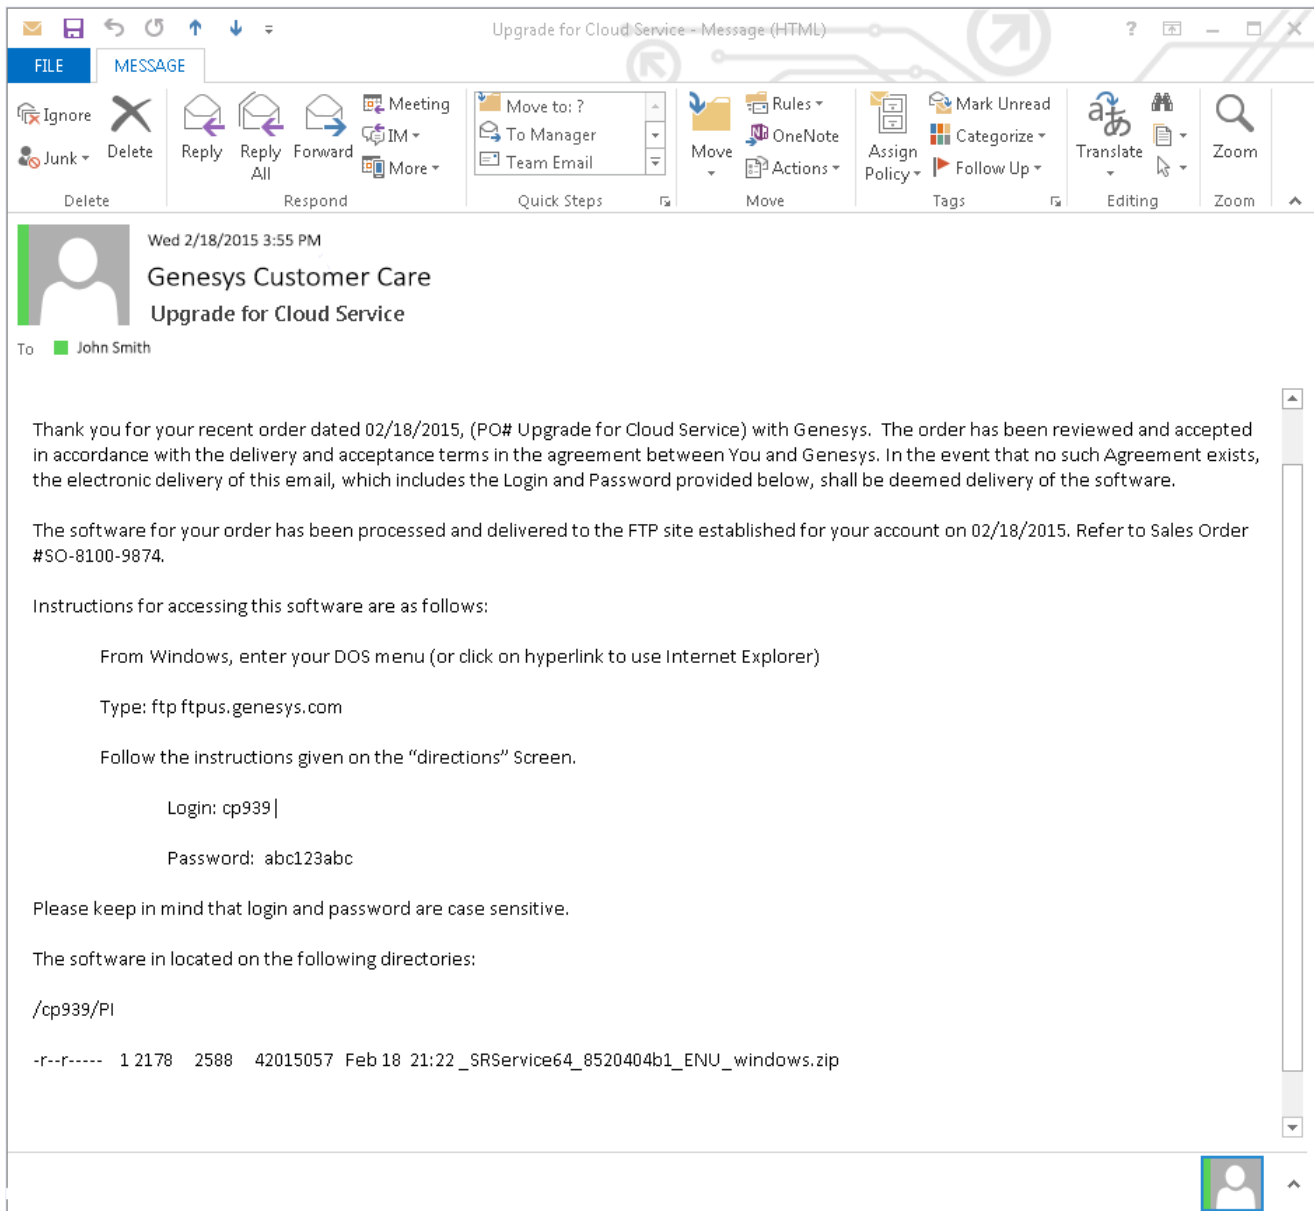 Upgrade for Cloud Service - Message (HTML)
?
FILE MESSAGE
Ignore
Junk
Delete
Reply
Reply All
Forward
Meeting
IM
More
Move to: ?
To Manager
Team Email
Move
Rules
OneNote
Actions
Assign Policy
Mark Unread
Categorize
Follow Up
Translate
Zoom
Delete Respond Quick Steps Move Tags Editing Zoom
Wed 2/18/2015 3:55 PM
Genesys Customer Care
Upgrade for Cloud Service
To John Smith
Thank you for your recent order dated 02/18/2015, (PO# Upgrade for Cloud Service) with Genesys. The order has been reviewed and accepted
in accordance with the delivery and acceptance terms in the agreement between You and Genesys. In the event that no such Agreement exists,
the electronic delivery of this email, which includes the Login and Password provided below, shall be deemed delivery of the software.
The software for your order has been processed and delivered to the FTP site established for your account on 02/18/2015. Refer to Sales Order
#SO-8100-9874.
Instructions for accessing this software are as follows:
From Windows, enter your DOS menu (or click on hyperlink to use Internet Explorer)
Type: ftp ftpus.genesys.com
Follow the instructions given on the “directions” Screen.
Login: cp939
Password: abc123abc
Please keep in mind that login and password are case sensitive.
The software in located on the following directories:
/cp939/PI
-r--r----- 1 2178 2588 42015057 Feb 18 21:22 _SRService64_8520404b1_ENU_windows.zip